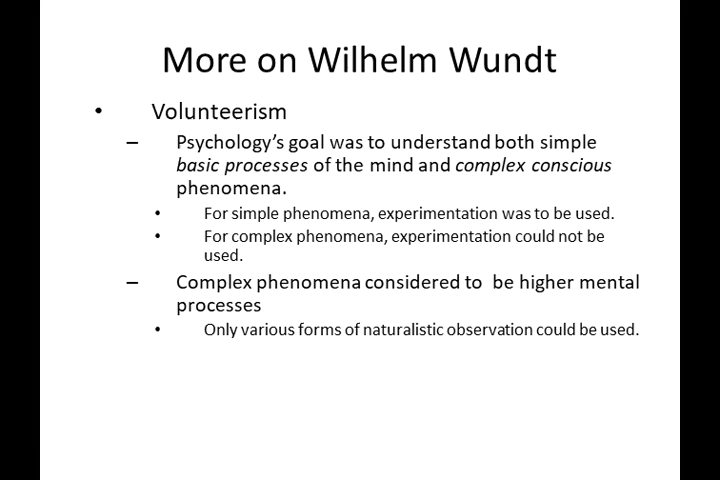 More on Wilhelm Wundt
• Volunteerism
– Psychology's goal was to understand both simple
basic processes of the mind and complex conscious
phenomena.
• For simple phenomena, experimentation was to be used.
• For complex phenomena, experimentation could not be
used.
– Complex phenomena considered to be higher mental
processes
• Only various forms of naturalistic observation could be used.